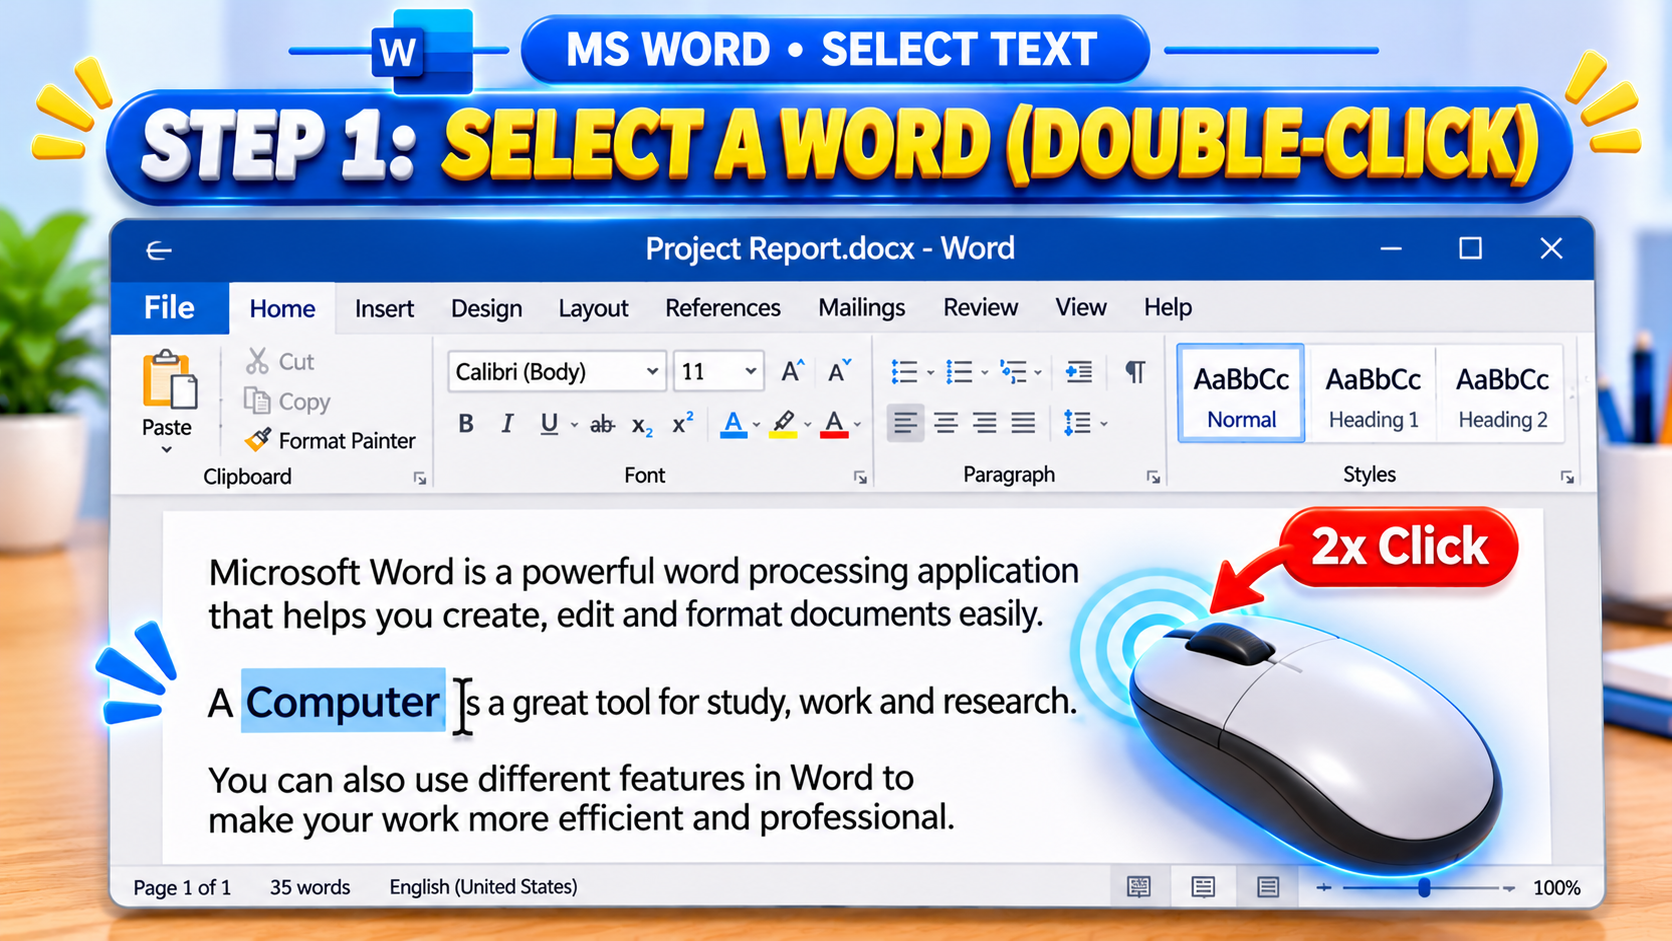 W
MS WORD • SELECT TEXT
STEP 1: SELECT A WORD (DOUBLE-CLICK)
Project Report.docx - Word
File Home Insert Design Layout References Mailings Review View Help
Paste
Cut
Copy
Format Painter
Clipboard
Calibri (Body) 11 A A
B I U ab x₂ x² A A
Font
¶
Paragraph
AaBbCc AaBbCc AaBbCc
Normal Heading 1 Heading 2
Styles
2x Click
Microsoft Word is a powerful word processing application
that helps you create, edit and format documents easily.
A Computer is a great tool for study, work and research.
You can also use different features in Word to
make your work more efficient and professional.
Page 1 of 1 35 words English (United States) 100%